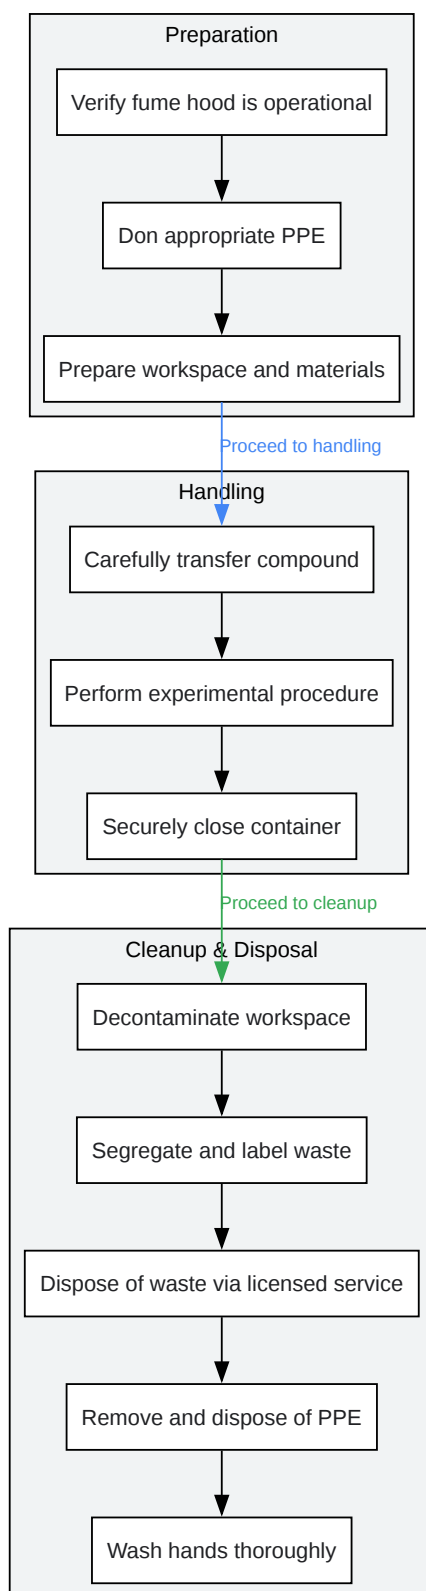 Preparation
Verify fume hood is operational
Don appropriate PPE
Prepare workspace and materials
Proceed to handling
Handling
Carefully transfer compound
Perform experimental procedure
Securely close container
Proceed to cleanup
Cleanup & Disposal
Decontaminate workspace
Segregate and label waste
Dispose of waste via licensed service
Remove and dispose of PPE
Wash hands thoroughly